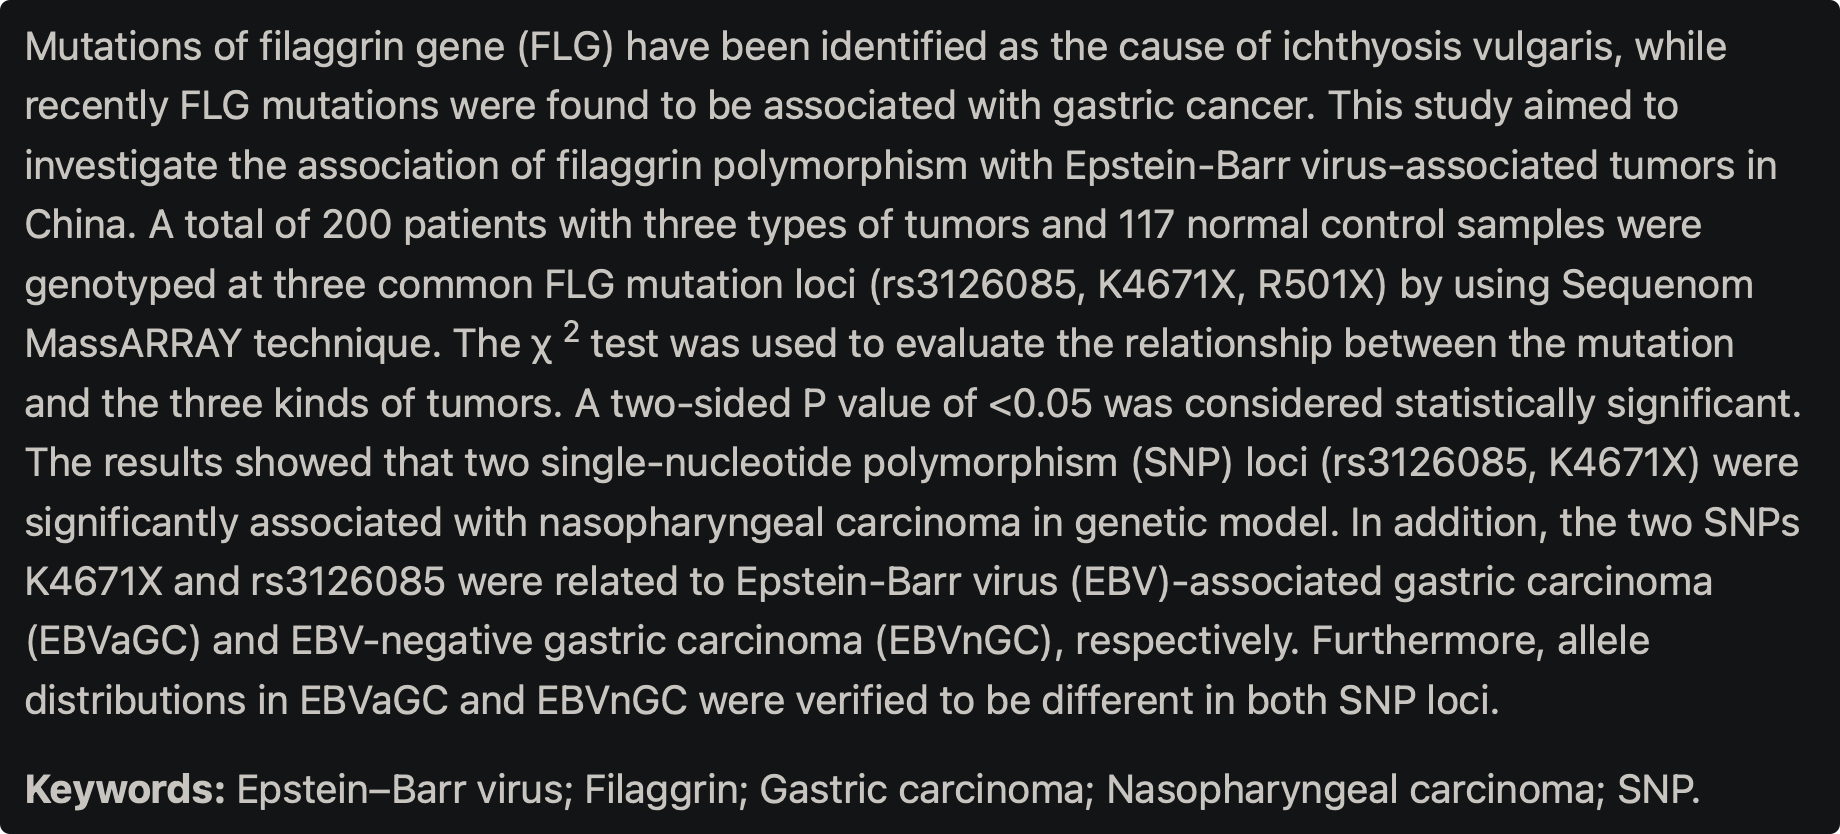 Mutations of filaggrin gene (FLG) have been identified as the cause of ichthyosis vulgaris, while
recently FLG mutations were found to be associated with gastric cancer. This study aimed to
investigate the association of filaggrin polymorphism with Epstein-Barr virus-associated tumors in
China. A total of 200 patients with three types of tumors and 117 normal control samples were
genotyped at three common FLG mutation loci (rs3126085, K4671X, R501X) by using Sequenom
MassARRAY technique. The χ ² test was used to evaluate the relationship between the mutation
and the three kinds of tumors. A two-sided P value of <0.05 was considered statistically significant.
The results showed that two single-nucleotide polymorphism (SNP) loci (rs3126085, K4671X) were
significantly associated with nasopharyngeal carcinoma in genetic model. In addition, the two SNPs
K4671X and rs3126085 were related to Epstein-Barr virus (EBV)-associated gastric carcinoma
(EBVaGC) and EBV-negative gastric carcinoma (EBVnGC), respectively. Furthermore, allele
distributions in EBVaGC and EBVnGC were verified to be different in both SNP loci.
Keywords: Epstein–Barr virus; Filaggrin; Gastric carcinoma; Nasopharyngeal carcinoma; SNP.